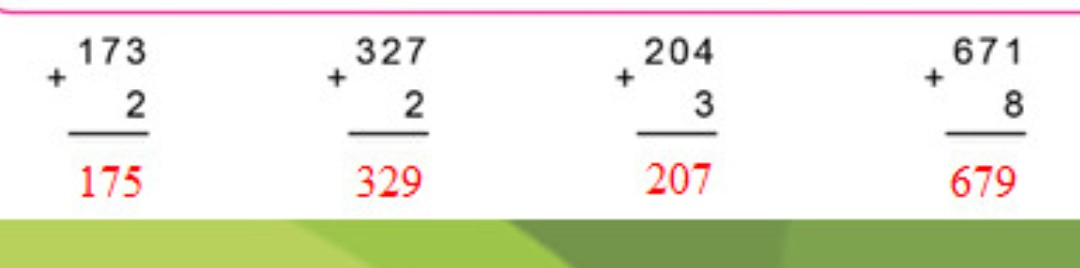 173 327 204 671
+ + + +
2 2 3 8
175 329 207 679